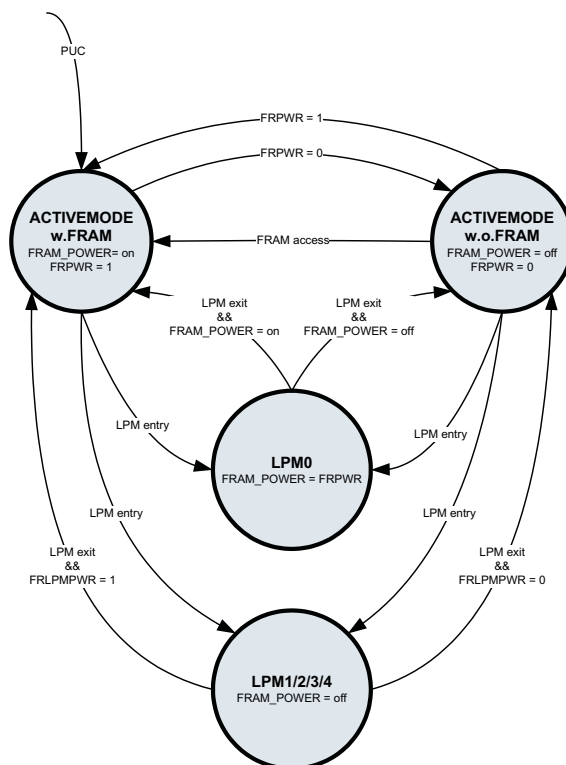 PUC
FRPWR = 1
FRPWR = 0
ACTIVEMODE
w.FRAM
FRAM_POWER= on
FRPWR = 1
FRAM access
ACTIVEMODE
w.o.FRAM
FRAM_POWER = off
FRPWR = 0
LPM exit
&&
FRAM_POWER = on
LPM exit
&&
FRAM_POWER = off
LPM entry
LPM0
FRAM_POWER = FRPWR
LPM entry
LPM entry
LPM entry
LPM exit
&&
FRLPMPWR = 1
LPM exit
&&
FRLPMPWR = 0
LPM1/2/3/4
FRAM_POWER = off